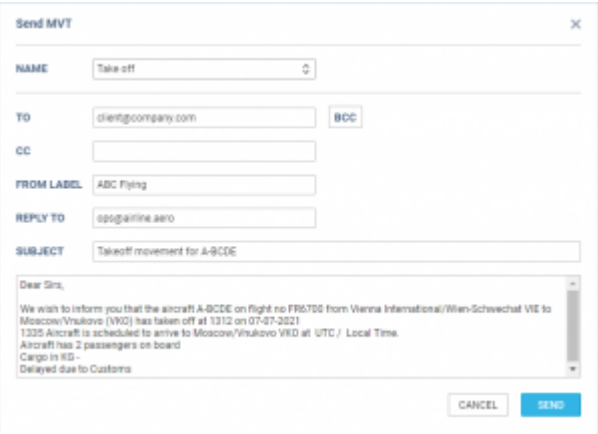 Send MVT
NAME
Take off
TO
client@company.com
BCC
CC
FROM LABEL
ABC Flying
REPLY TO
ops@airline.aero
SUBJECT
Takeoff movement for A-BCDE
Dear Sirs,
We wish to inform you that the aircraft A-BCDE on flight no FR6700 from Vienna International/Wien-Schwechat VIE to
Moscow/Vnukovo (VKO) has taken off at 1312 on 07-07-2021
1335 Aircraft is scheduled to arrive to Moscow/Vnukovo VKO at UTC / Local Time.
Aircraft has 2 passengers on board
Cargo in KG -
Delayed due to Customs
CANCEL
SEND